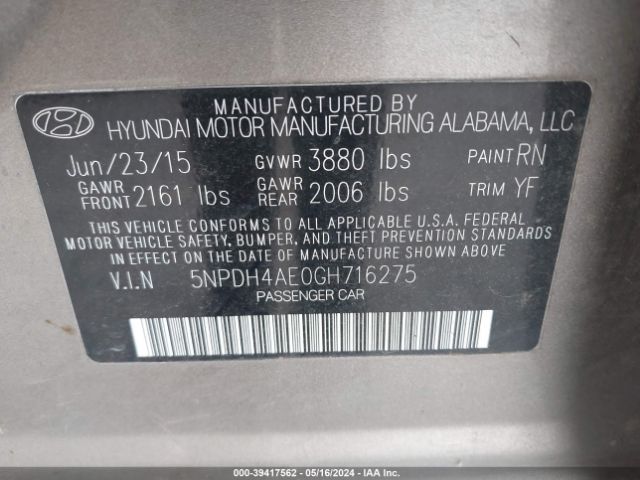 MANUFACTURED BY
HYUNDAI MOTOR MANUFACTURING ALABAMA, LLC
Jun/23/15 GVWR 3880 lbs PAINT RN
GAWR FRONT 2161 lbs GAWR REAR 2006 lbs TRIM YF
THIS VEHICLE CONFORMS TO ALL APPLICABLE U.S.A. FEDERAL
MOTOR VEHICLE SAFETY, BUMPER, AND THEFT PREVENTION STANDARDS
IN EFFECT ON THE DATE OF MANUFACTURE SHOWN ABOVE.
V.I.N 5NPDH4AE0GH716275
PASSENGER CAR
000-39417562 - 05/16/2024 - IAA Inc.